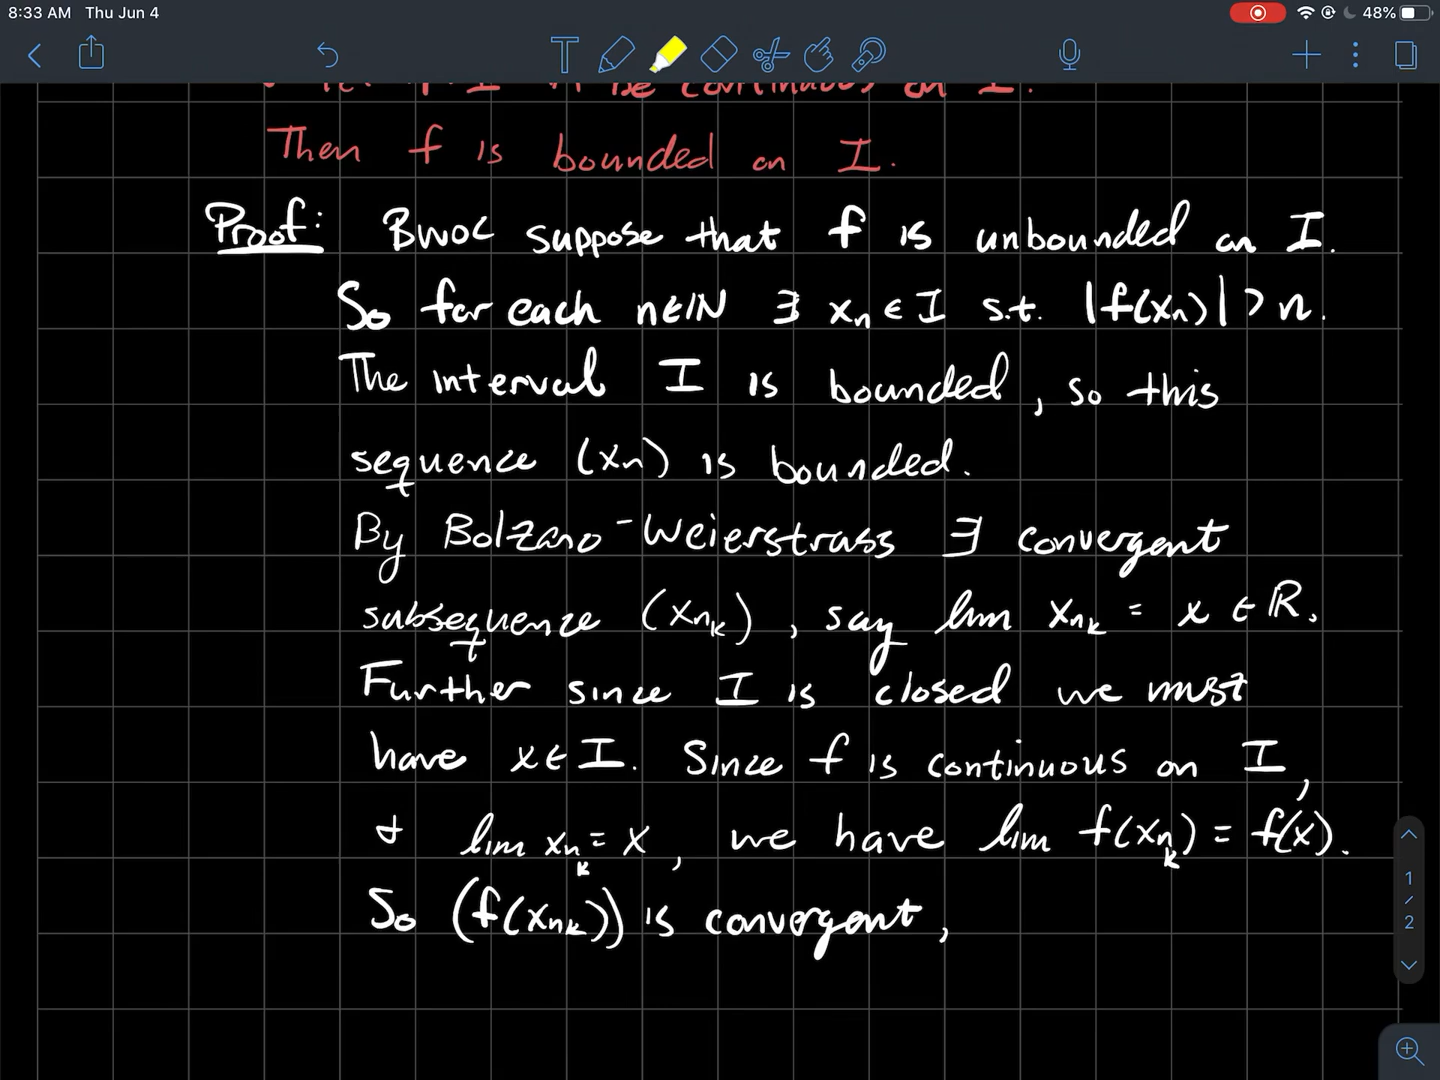 8:33 AM Thu Jun 4
48%
be continuous on I.
Then f is bounded on I.
Proof: BWOC suppose that f is unbounded on I.
So for each n∈ℕ ∃ xₙ ∈ I s.t. |f(xₙ)| > n.
The interval I is bounded, so this
sequence (xₙ) is bounded.
By Bolzano-Weierstrass ∃ convergent
subsequence (xₙₖ), say lim xₙₖ = x ∈ ℝ.
Further since I is closed we must
have x∈I. Since f is continuous on I,
& lim xₙₖ = x, we have lim f(xₙₖ) = f(x).
So (f(xₙₖ)) is convergent,
1
/
2